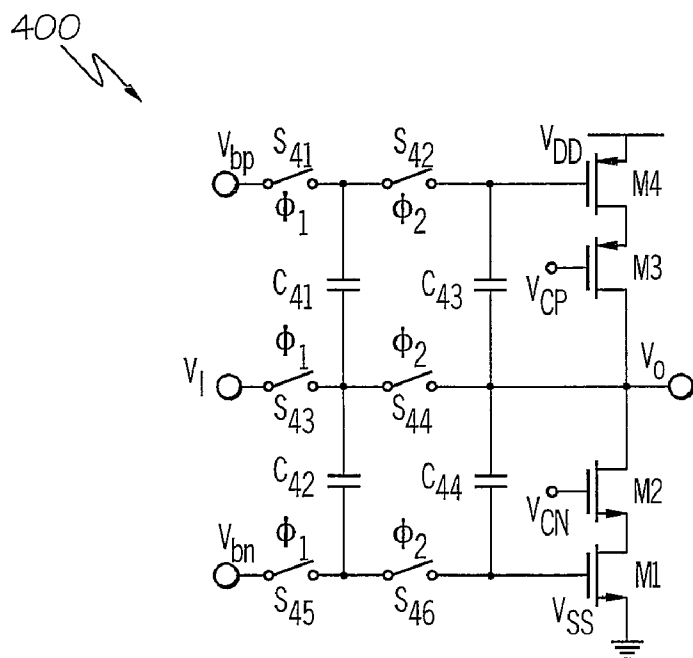 400
V_bp
S_41
S_42
V_DD
M4
Φ_1
Φ_2
C_41
C_43
V_CP
M3
V_I
Φ_1
Φ_2
V_o
S_43
S_44
C_42
C_44
V_CN
M2
V_bn
Φ_1
Φ_2
S_45
S_46
V_SS
M1